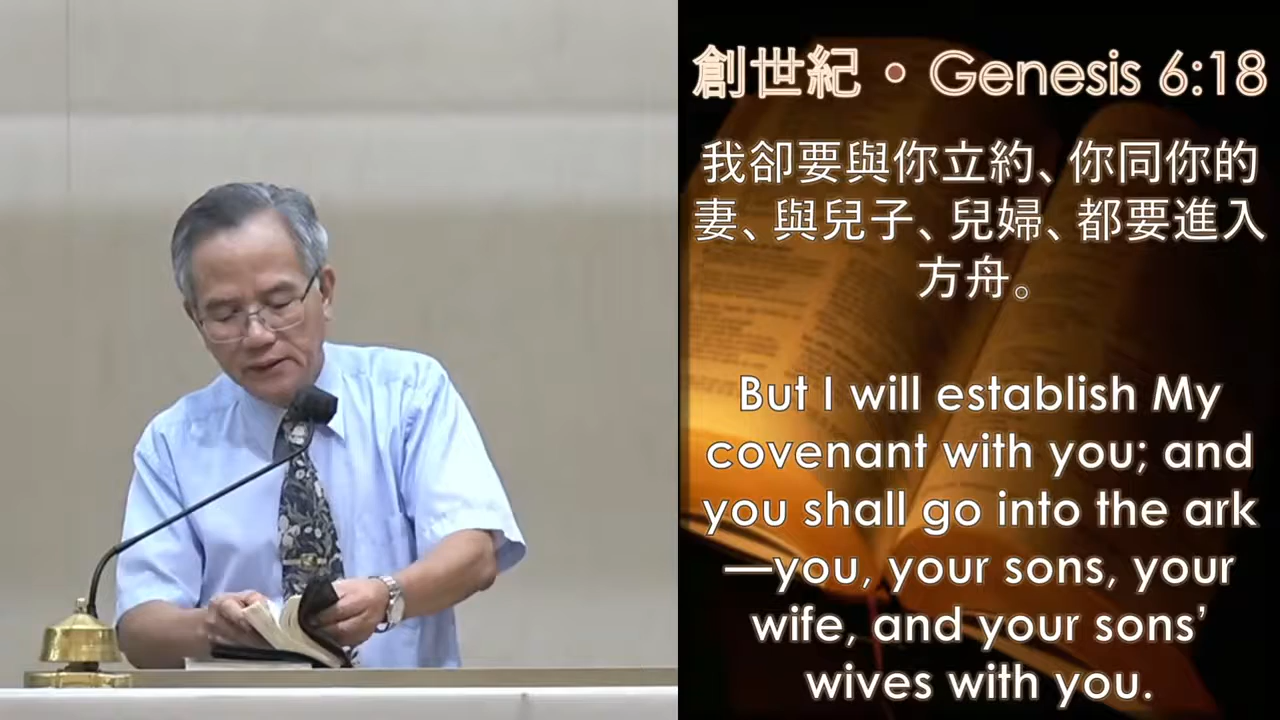 創世紀 • Genesis 6:18
我卻要與你立約、你同你的
妻、與兒子、兒婦、都要進入
方舟。
But I will establish My
covenant with you; and
you shall go into the ark
—you, your sons, your
wife, and your sons’
wives with you.